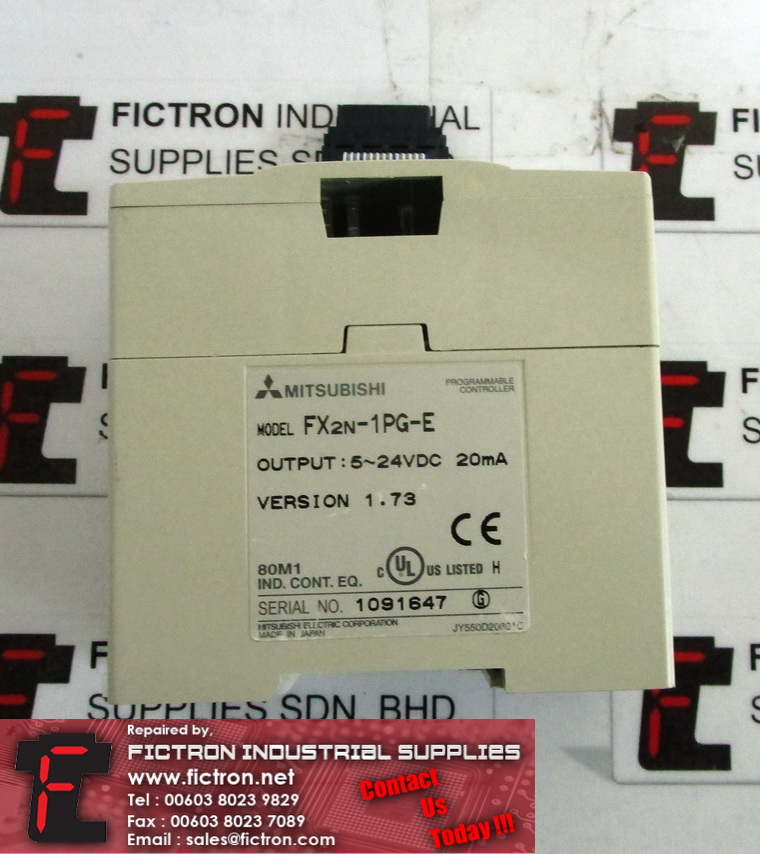 FICTRON IND
IAL
SUPPLIES S
FI
SU
F
S
MITSUBISHI
PROGRAMMABLE
CONTROLLER
MODEL FX2N-1PG-E
OUTPUT : 5~24VDC 20mA
VERSION 1.73
CE
80M1
IND. CONT. EQ.
C UL US LISTED H
SERIAL NO. 1091647 G
MITSUBISHI ELECTRIC CORPORATION
MADE IN JAPAN
SUPPLIES SDN. BHD
Repaired by,
FICTRON INDUSTRIAL SUPPLIES
www.fictron.net
Tel : 00603 8023 9829
Fax : 00603 8023 7089
Email : sales@fictron.com
Contact
Us
Today !!!